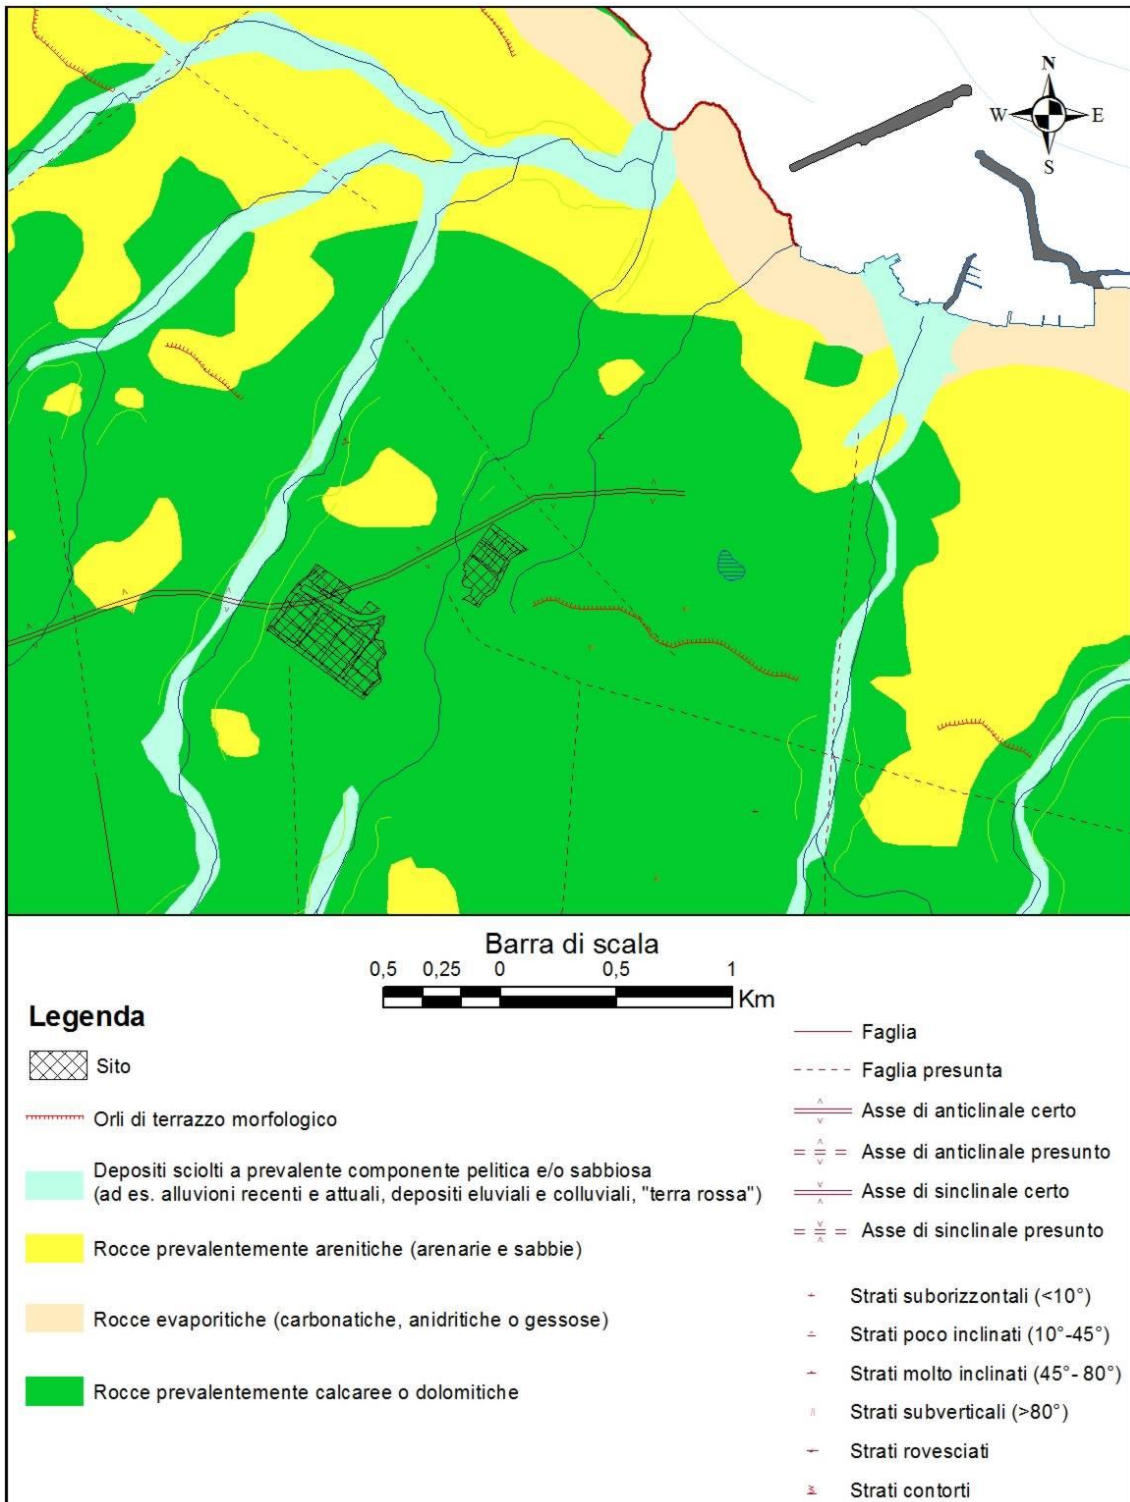 N
W E
S
Barra di scala
0,5 0,25 0 0,5 1
Km
Legenda
Sito
Orli di terrazzo morfologico
Depositi sciolti a prevalente componente pelitica e/o sabbiosa
(ad es. alluvioni recenti e attuali, depositi eluviali e colluviali, "terra rossa")
Rocce prevalentemente arenitiche (arenarie e sabbie)
Rocce evaporitiche (carbonatiche, anidritiche o gessose)
Rocce prevalentemente calcaree o dolomitiche
Faglia
Faglia presunta
Asse di anticlinale certo
Asse di anticlinale presunto
Asse di sinclinale certo
Asse di sinclinale presunto
Strati suborizzontali (<10°)
Strati poco inclinati (10°-45°)
Strati molto inclinati (45°- 80°)
Strati subverticali (>80°)
Strati rovesciati
Strati contorti